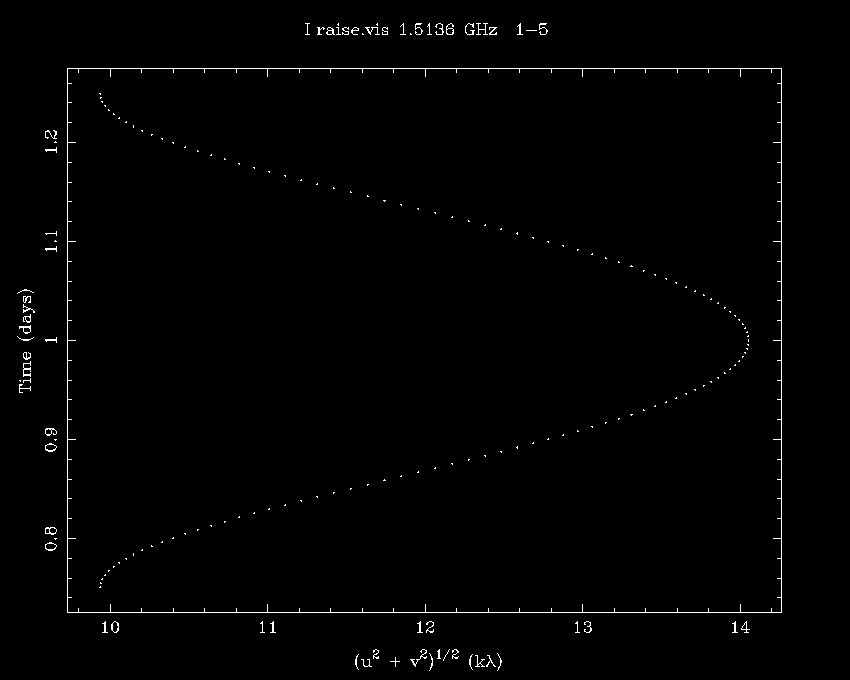 I raise.vis 1.5136 GHz 1-5
1.2
1.1
1
0.9
0.8
Time (days)
10 11 12 13 14
(u² + v²)^1/2 (kλ)